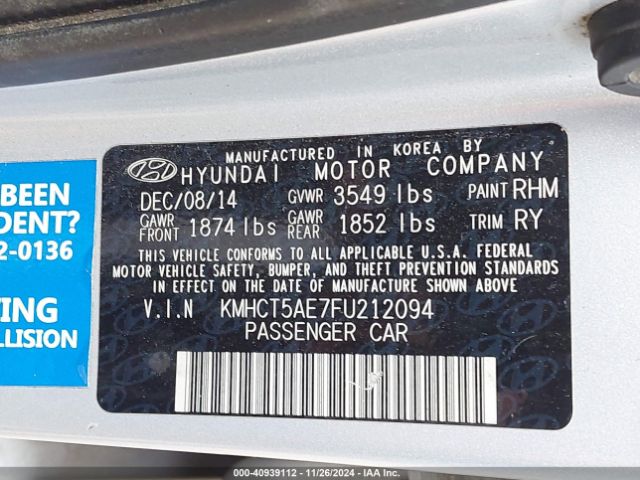 MANUFACTURED IN KOREA BY
HYUNDAI MOTOR COMPANY
DEC/08/14 GVWR 3549 lbs PAINT RHM
GAWR FRONT 1874 lbs GAWR REAR 1852 lbs TRIM RY
THIS VEHICLE CONFORMS TO ALL APPLICABLE U.S.A. FEDERAL
MOTOR VEHICLE SAFETY, BUMPER, AND THEFT PREVENTION STANDARDS
IN EFFECT ON THE DATE OF MANUFACTURE SHOWN ABOVE
V.I.N KMHCT5AE7FU212094
PASSENGER CAR
BEEN
DENT?
2-0136
ING
LLISION
© 40939112 - 11/26/2024 - IAA Inc.